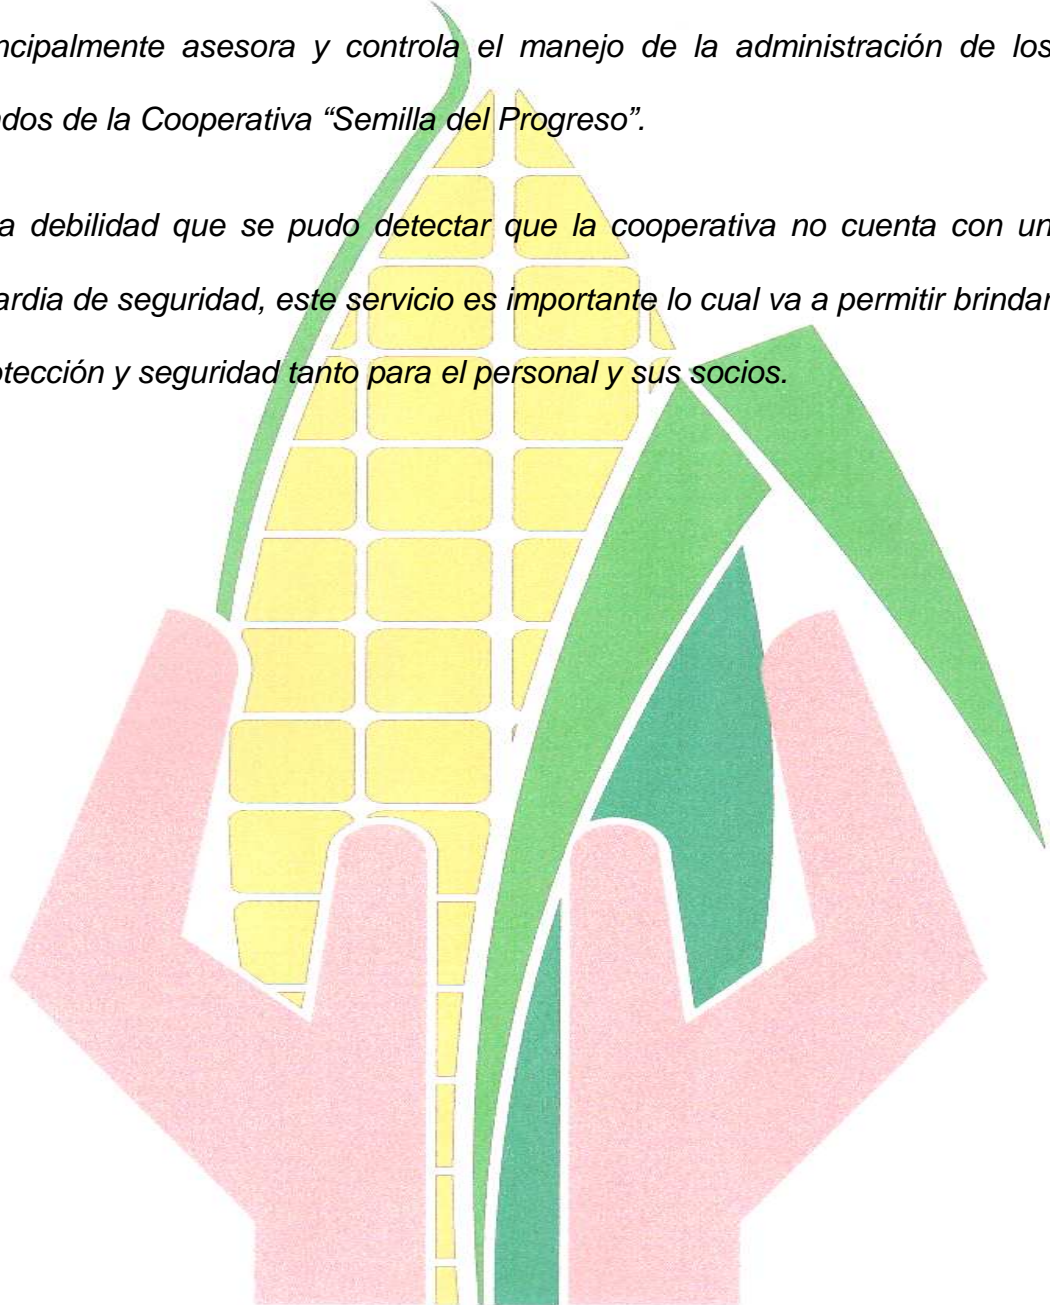 ncipalmente asesora y controla el manejo de la administración de los
dos de la Cooperativa “Semilla del Progreso”.
a debilidad que se pudo detectar que la cooperativa no cuenta con un
ardia de seguridad, este servicio es importante lo cual va a permitir brindar
otección y seguridad tanto para el personal y sus socios.